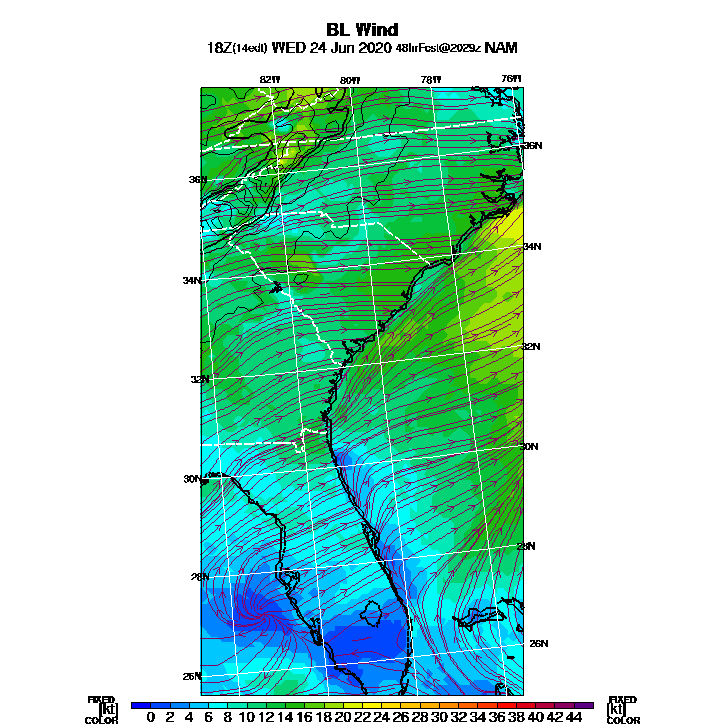 BL Wind
18Z(14edt) WED 24 Jun 2020 48hrFcst@2029z NAM
82W 80W 78W 76W
36N
36N
34N
34N
32N
32N
30N
30N
28N
28N
26N
26N
FIXED FIXED
[kt] [kt]
COLOR COLOR
0 2 4 6 8 10 12 14 16 18 20 22 24 26 28 30 32 34 36 38 40 42 44